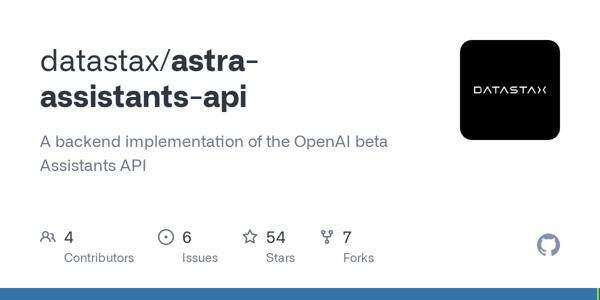 datastax/astra-
assistants-api
DATASTAX
A backend implementation of the OpenAI beta
Assistants API
4 6 54 7
Contributors Issues Stars Forks